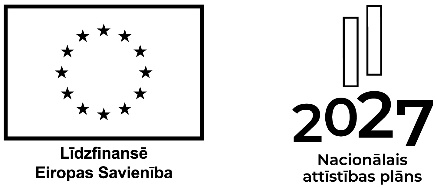 Līdzfinansē
Eiropas Savienība
2027
Nacionālais
attīstības plāns